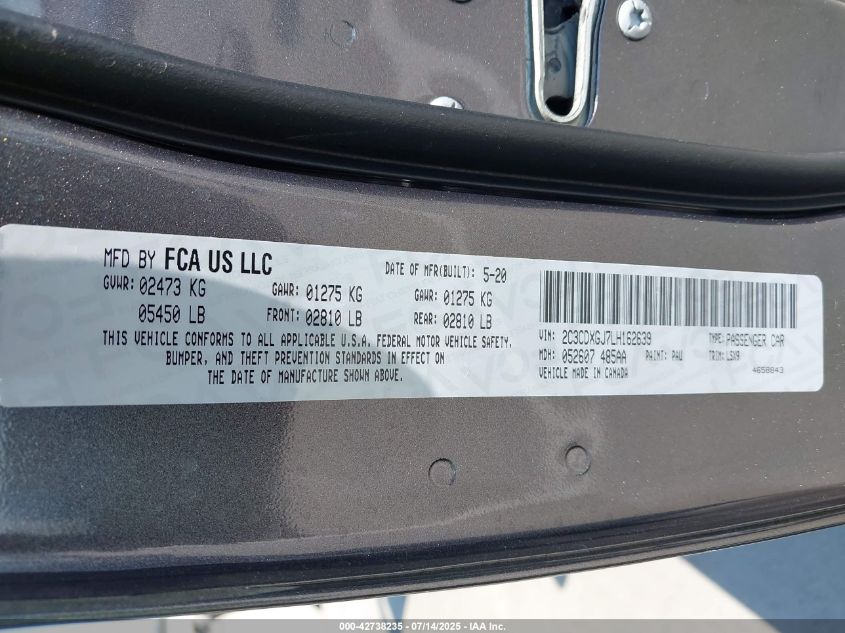 MFD BY FCA US LLC
DATE OF MFR(BUILT): 5-20
GVWR: 02473 KG GAWR: 01275 KG GAWR: 01275 KG
05450 LB FRONT: 02810 LB REAR: 02810 LB
THIS VEHICLE CONFORMS TO ALL APPLICABLE U.S.A. FEDERAL MOTOR VEHICLE SAFETY,
BUMPER, AND THEFT PREVENTION STANDARDS IN EFFECT ON
THE DATE OF MANUFACTURE SHOWN ABOVE.
VIN: 2C3CDXGJ7LH162639 TYPE: PASSENGER CAR
MDH: 052607 485AA PAINT: PAU TRIM: LSX9
VEHICLE MADE IN CANADA 4658843
000-42738235 - 07/14/2025 - IAA Inc.